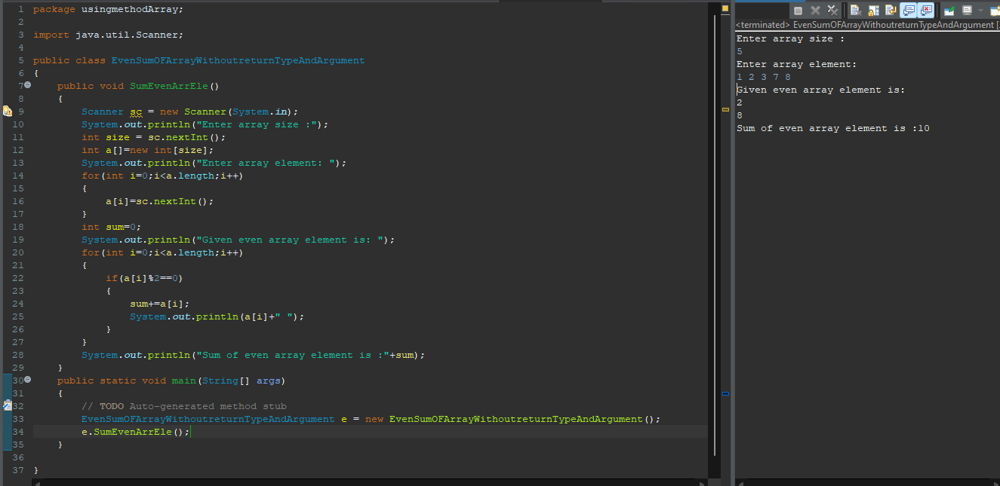 1 package usingmethodArray;
2
3 import java.util.Scanner;
4
5 public class EvenSumOFArrayWithoutreturnTypeAndArgument
6 {
7 public void SumEvenArrEle()
8 {
9 Scanner sc = new Scanner(System.in);
10 System.out.println("Enter array size :");
11 int size = sc.nextInt();
12 int a[]=new int[size];
13 System.out.println("Enter array element: ");
14 for(int i=0;i<a.length;i++)
15 {
16 a[i]=sc.nextInt();
17 }
18 int sum=0;
19 System.out.println("Given even array element is: ");
20 for(int i=0;i<a.length;i++)
21 {
22 if(a[i]%2==0)
23 {
24 sum+=a[i];
25 System.out.println(a[i]+" ");
26 }
27 }
28 System.out.println("Sum of even array element is :"+sum);
29 }
30 public static void main(String[] args)
31 {
32 // TODO Auto-generated method stub
33 EvenSumOFArrayWithoutreturnTypeAndArgument e = new EvenSumOFArrayWithoutreturnTypeAndArgument();
34 e.SumEvenArrEle();
35 }
36
37 }
<terminated> EvenSumOFArrayWithoutreturnTypeAndArgument [
Enter array size :
5
Enter array element:
1 2 3 7 8
Given even array element is:
2
8
Sum of even array element is :10